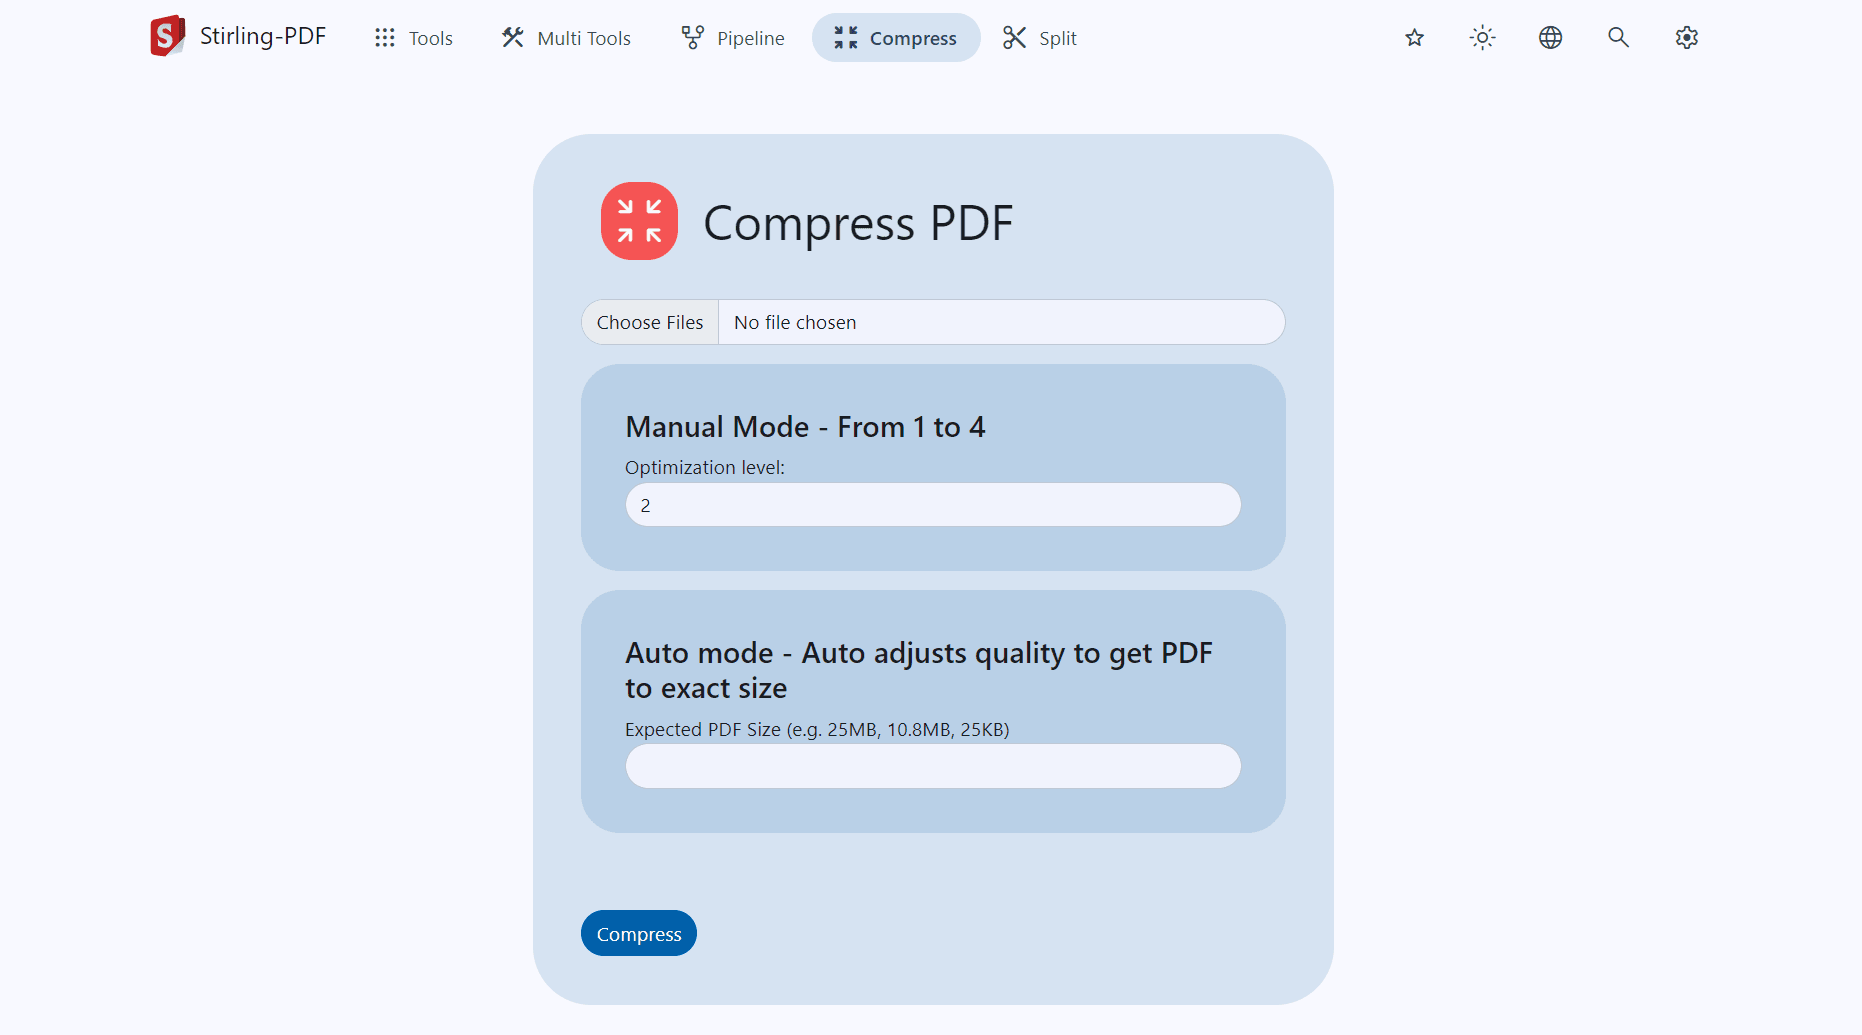 Stirling-PDF Tools Multi Tools Pipeline Compress Split
Compress PDF
Choose Files No file chosen
Manual Mode - From 1 to 4
Optimization level:
2
Auto mode - Auto adjusts quality to get PDF
to exact size
Expected PDF Size (e.g. 25MB, 10.8MB, 25KB)
Compress